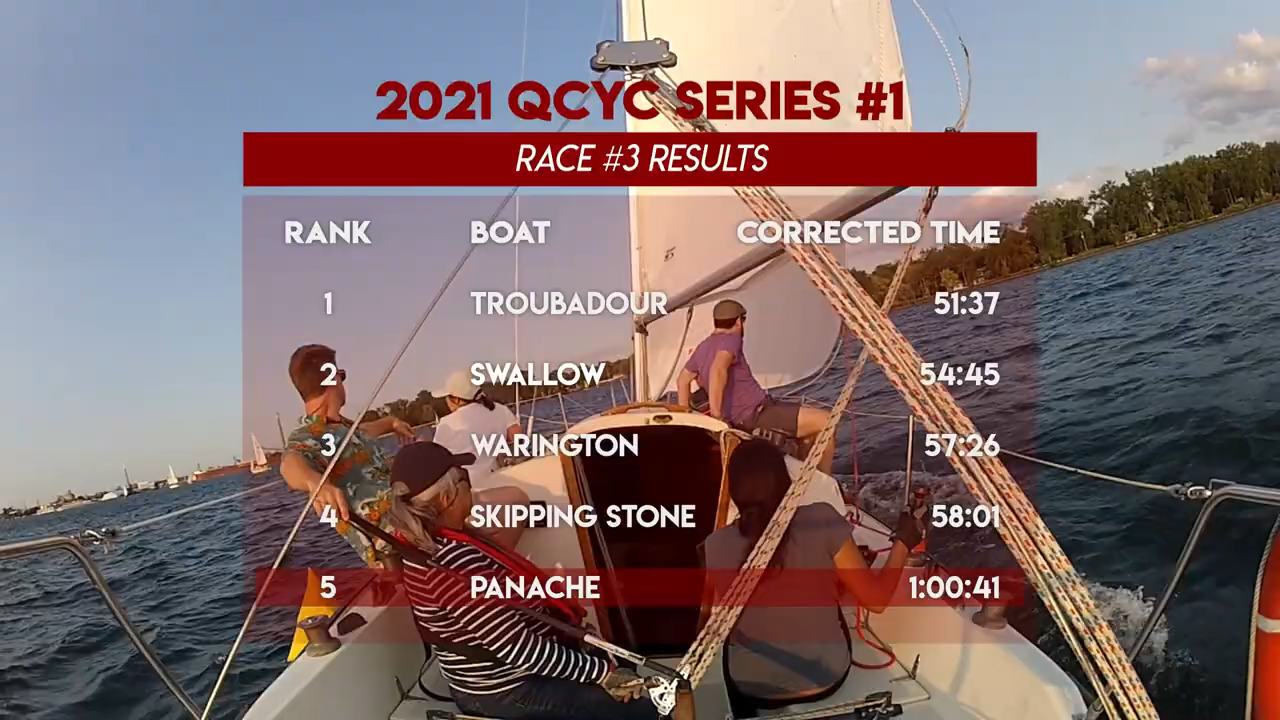 2021 QCYC SERIES #1
RACE #3 RESULTS
RANK BOAT CORRECTED TIME
1 TROUBADOUR 51:37
2 SWALLOW 54:45
3 WARINGTON 57:26
4 SKIPPING STONE 58:01
5 PANACHE 1:00:41